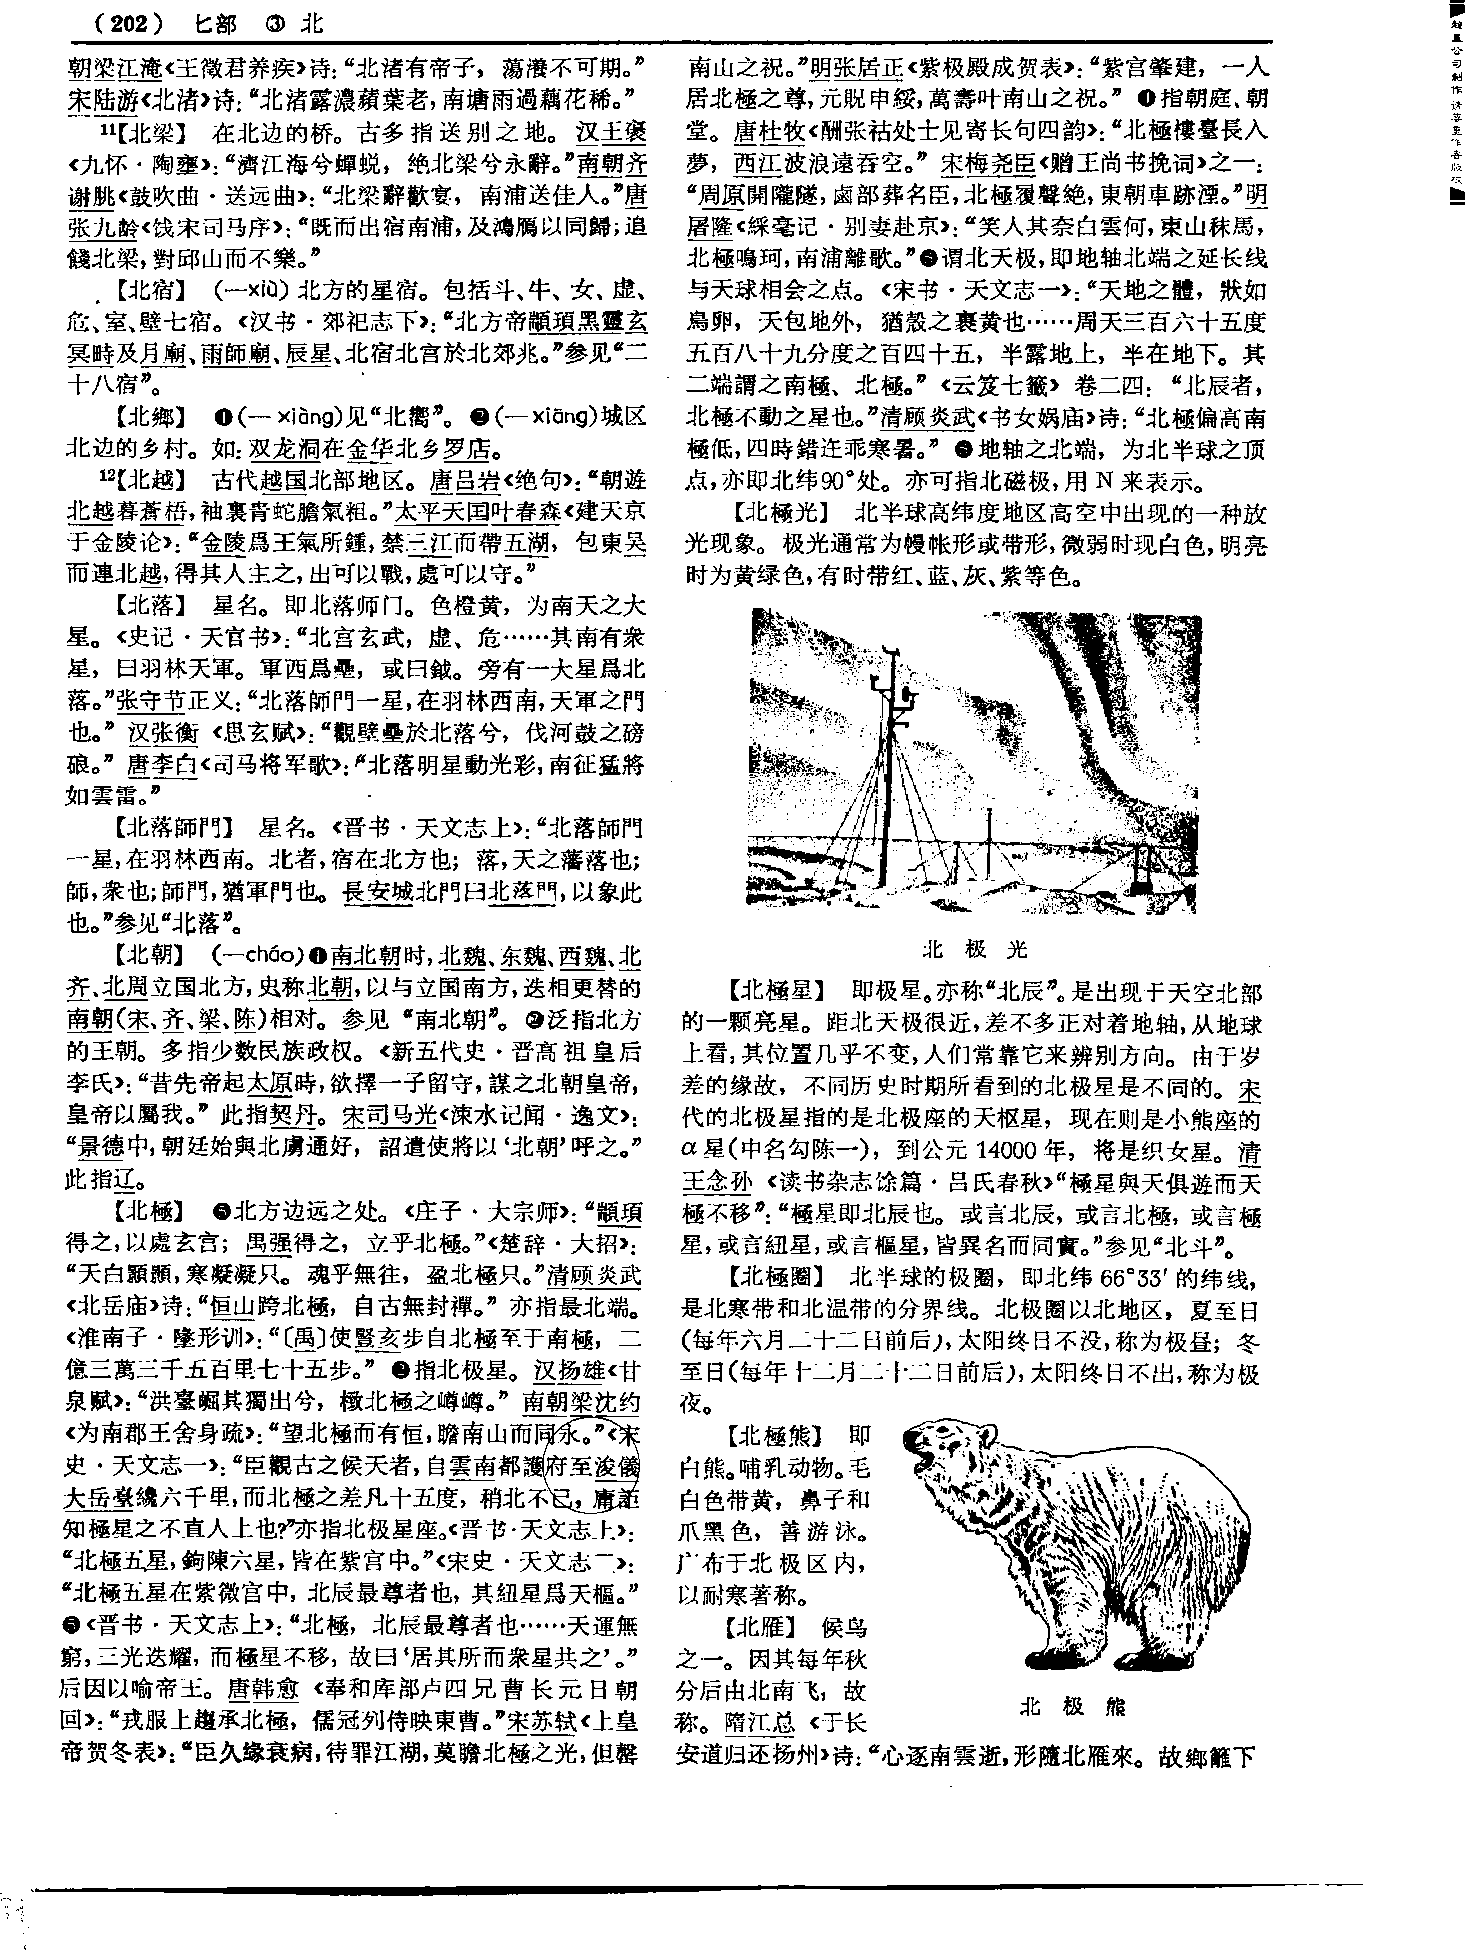 (202) 匕部 ③ 北
朝梁江淹《王徵君养疾》诗：“北渚有帝子，蕩瀁不可期。”
宋陆游《北渚》诗：“北渚露濃蘋葉老，南塘雨過藕花稀。”
11【北梁】 在北边的桥。古多指送别之地。汉王褒
《九怀·陶壅》：“濟江海兮蟬蜕，绝北梁兮永辭。”南朝齐
谢朓《鼓吹曲·送远曲》：“北梁辭歡宴，南浦送佳人。”唐
张九龄《饯宋司马序》：“既而出宿南浦，及鴻鴈以同歸；追
餞北梁，對邱山而不樂。”
【北宿】 (一xiù) 北方的星宿。包括斗、牛、女、虚、
危、室、壁七宿。《汉书·郊祀志下》：“北方帝顓頊黑靈玄
冥畤及月廟、雨師廟、辰星、北宿北宫於北郊兆。”参见“二
十八宿”。
【北鄉】 ❶(一 xiàng)见“北嚮”。❷(一xiāng)城区
北边的乡村。如：双龙洞在金华北乡罗店。
12【北越】 古代越国北部地区。唐吕岩《绝句》：“朝遊
北越暮蒼梧，袖裏青蛇膽氣粗。”太平天囯叶春森《建天京
于金陵论》：“金陵爲王氣所鍾，禁三江而帶五湖，包東吴
而連北越，得其人主之，出可以戰，處可以守。”
【北落】 星名。即北落师门。色橙黄，为南天之大
星。《史记·天官书》：“北宫玄武，虚、危……其南有衆
星，曰羽林天軍。軍西爲壘，或曰鉞。旁有一大星爲北
落。”张守节正义：“北落師門一星，在羽林西南，天軍之門
也。”汉张衡《思玄赋》：“觀壁壘於北落兮，伐河鼓之磅
硠。”唐李白《司马将军歌》：“北落明星動光彩，南征猛將
如雲雷。”
【北落師門】 星名。《晋书·天文志上》：“北落師門
一星，在羽林西南。北者，宿在北方也；落，天之藩落也；
師，衆也；師門，猶軍門也。長安城北門曰北落門，以象此
也。”参见“北落”。
【北朝】 (一cháo)❶南北朝时，北魏、东魏、西魏、北
齐、北周立国北方，史称北朝，以与立国南方，迭相更替的
南朝(宋、齐、梁、陈)相对。参见“南北朝”。❷泛指北方
的王朝。多指少数民族政权。《新五代史·晋高祖皇后
李氏》：“昔先帝起太原時，欲擇一子留守，謀之北朝皇帝，
皇帝以屬我。”此指契丹。宋司马光《涑水记闻·逸文》：
“景德中，朝廷始與北虜通好，詔遣使將以‘北朝’呼之。”
此指辽。
【北極】 ❶北方边远之处。《庄子·大宗师》：“顓頊
得之，以處玄宫；禺强得之，立乎北極。”《楚辞·大招》：
“天白顥顥，寒凝凝只。魂乎無往，盈北極只。”清顾炎武
《北岳庙》诗：“恒山跨北極，自古無封禪。”亦指最北端。
《淮南子·墬形训》：“〔禹〕使豎亥步自北極至于南極，二
億三萬三千五百里七十五步。”❷指北极星。汉扬雄《甘
泉赋》：“洪臺崛其獨出兮，㨖北極之嶟嶟。”南朝梁沈约
《为南郡王舍身疏》：“望北極而有恒，瞻南山而同永。”《宋
史·天文志一》：“臣觀古之候天者，自雲南都護府至浚儀
大岳臺纔六千里，而北極之差凡十五度，稍北不已，庸詎
知極星之不直人上也?”亦指北极星座。《晋书·天文志上》：
“北極五星，鉤陳六星，皆在紫宫中。”《宋史·天文志二》：
“北極五星在紫微宫中，北辰最尊者也，其紐星爲天樞。”
❸《晋书·天文志上》：“北極，北辰最尊者也……天運無
窮，三光迭耀，而極星不移，故曰‘居其所而衆星共之’。”
后因以喻帝王。唐韩愈《奉和库部卢四兄曹长元日朝
回》：“戎服上趨承北極，儒冠列侍映東曹。”宋苏轼《上皇
帝贺冬表》：“臣久缘衰病，待罪江湖，莫瞻北極之光，但罄
南山之祝。”明张居正《紫极殿成贺表》：“紫宫肇建，一人
居北極之尊，元貺申綏，萬壽叶南山之祝。”❹指朝庭、朝
堂。唐杜牧《酬张祜处士见寄长句四韵》：“北極樓臺長入
夢，西江波浪遠吞空。”宋梅尧臣《赠王尚书挽词》之一：
“周原開隴隧，鹵部葬名臣，北極履聲絶，東朝車跡湮。”明
屠隆《綵毫记·别妻赴京》：“笑人其奈白雲何，東山秣馬，
北極鳴珂，南浦離歌。”❺谓北天极，即地轴北端之延长线
与天球相会之点。《宋书·天文志一》：“天地之體，狀如
鳥卵，天包地外，猶殼之裹黄也……周天三百六十五度
五百八十九分度之百四十五，半露地上，半在地下。其
二端謂之南極、北極。”《云笈七籖》卷二四：“北辰者，
北極不動之星也。”清顾炎武《书女娲庙》诗：“北極偏高南
極低，四時錯迕乖寒暑。”❻地轴之北端，为北半球之顶
点，亦即北纬90°处。亦可指北磁极，用 N 来表示。
【北極光】 北半球高纬度地区高空中出现的一种放
光现象。极光通常为幔帐形或带形，微弱时现白色，明亮
时为黄绿色，有时带红、蓝、灰、紫等色。
北极光
【北極星】 即极星。亦称“北辰”。是出现于天空北部
的一颗亮星。距北天极很近，差不多正对着地轴，从地球
上看，其位置几乎不变，人们常靠它来辨别方向。由于岁
差的缘故，不同历史时期所看到的北极星是不同的。宋
代的北极星指的是北极座的天枢星，现在则是小熊座的
α星(中名勾陈一)，到公元14000年，将是织女星。清
王念孙《读书杂志馀篇·吕氏春秋》“極星與天俱遊而天
極不移”：“極星即北辰也。或言北辰，或言北極，或言極
星，或言紐星，或言樞星，皆異名而同實。”参见“北斗”。
【北極圈】 北半球的极圈，即北纬66°33′的纬线，
是北寒带和北温带的分界线。北极圈以北地区，夏至日
(每年六月二十二日前后)，太阳终日不没，称为极昼；冬
至日(每年十二月二十二日前后)，太阳终日不出，称为极
夜。
【北極熊】 即
白熊。哺乳动物。毛
白色带黄，鼻子和
爪黑色，善游泳。
广布于北极区内，
以耐寒著称。
【北雁】 候鸟
之一。因其每年秋
分后由北南飞，故
称。隋江总《于长
安道归还扬州》诗：“心逐南雲逝，形隨北雁來。故鄉籬下
北极熊